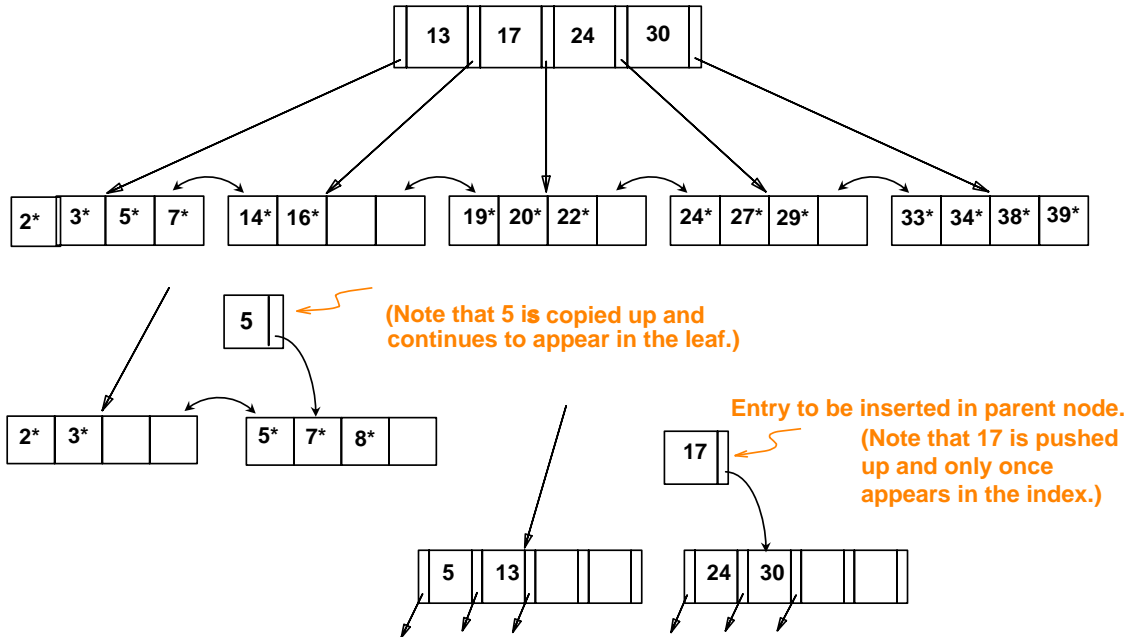 13 17 24 30
2* 3* 5* 7* 14* 16* 19* 20* 22* 24* 27* 29* 33* 34* 38* 39*
5
(Note that 5 is copied up and
continues to appear in the leaf.)
2* 3* 5* 7* 8*
Entry to be inserted in parent node.
17
(Note that 17 is pushed
up and only once
appears in the index.)
5 13 24 30